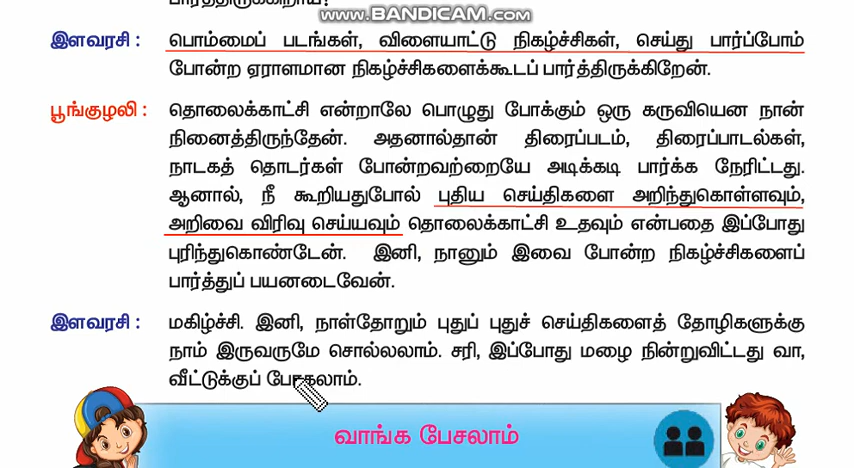 பார்த்திருக்கிறாய்?
www.BANDICAM.com
இளவரசி : பொம்மைப் படங்கள், விளையாட்டு நிகழ்ச்சிகள், செய்து பார்ப்போம்
போன்ற ஏராளமான நிகழ்ச்சிகளைக்கூடப் பார்த்திருக்கிறேன்.
பூங்குழலி : தொலைக்காட்சி என்றாலே பொழுது போக்கும் ஒரு கருவியென நான்
நினைத்திருந்தேன். அதனால்தான் திரைப்படம், திரைப்பாடல்கள்,
நாடகத் தொடர்கள் போன்றவற்றையே அடிக்கடி பார்க்க நேரிட்டது.
ஆனால், நீ கூறியதுபோல் புதிய செய்திகளை அறிந்துகொள்ளவும்,
அறிவை விரிவு செய்யவும் தொலைக்காட்சி உதவும் என்பதை இப்போது
புரிந்துகொண்டேன். இனி, நானும் இவை போன்ற நிகழ்ச்சிகளைப்
பார்த்துப் பயனடைவேன்.
இளவரசி : மகிழ்ச்சி. இனி, நாள்தோறும் புதுப் புதுச் செய்திகளைத் தோழிகளுக்கு
நாம் இருவருமே சொல்லலாம். சரி, இப்போது மழை நின்றுவிட்டது வா,
வீட்டுக்குப் போகலாம்.
வாங்க பேசலாம்